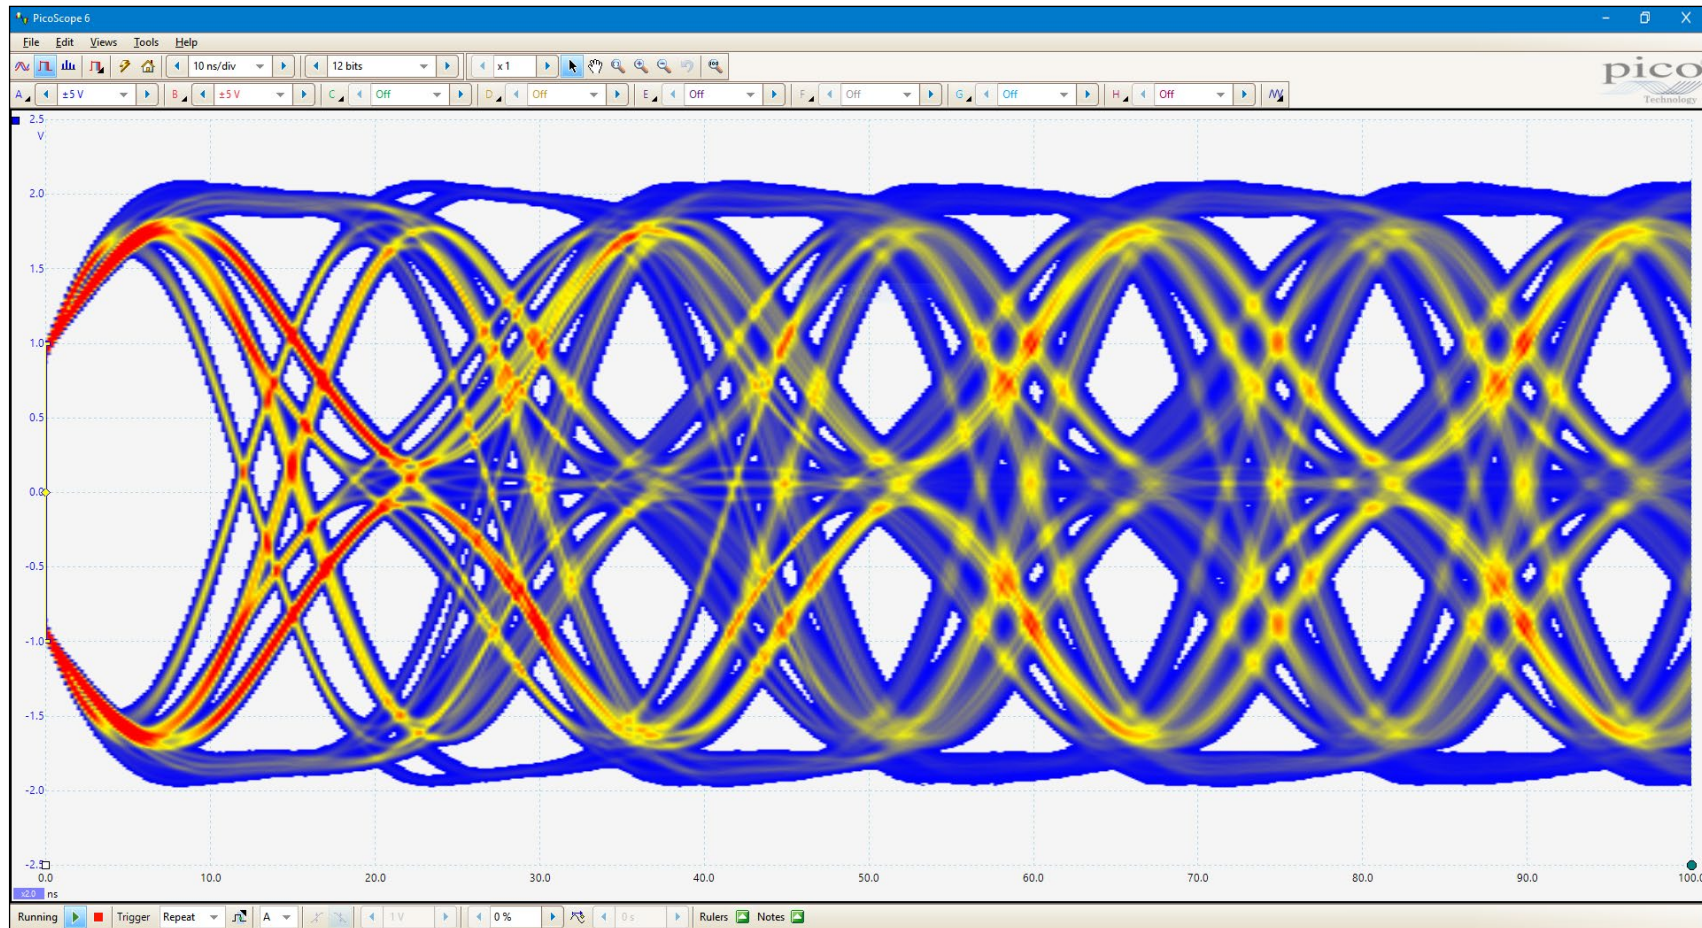 PicoScope 6
File Edit Views Tools Help
10 ns/div 12 bits x 1
pico
Technology
A ±5 V B ±5 V C Off D Off E Off F Off G Off H Off
2.5
V
2.0
1.5
1.0
0.5
0.0
-0.5
-1.0
-1.5
-2.0
-2.5
0.0 10.0 20.0 30.0 40.0 50.0 60.0 70.0 80.0 90.0 100.0
x2.0 ns
Running Trigger Repeat A 1 V 0 % 0 s Rulers Notes